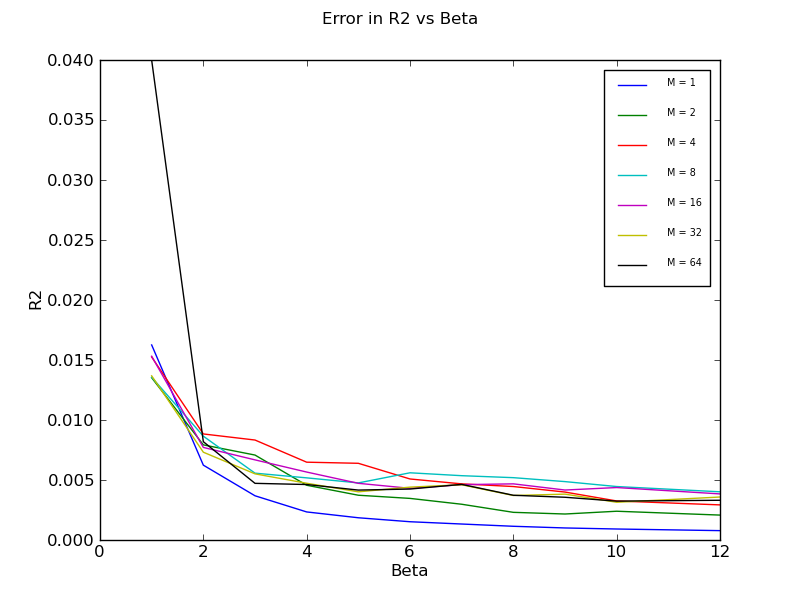 Error in R2 vs Beta
0.040
0.035
0.030
0.025
0.020
0.015
0.010
0.005
0.000
R2
0
2
4
6
8
10
12
Beta
M = 1
M = 2
M = 4
M = 8
M = 16
M = 32
M = 64